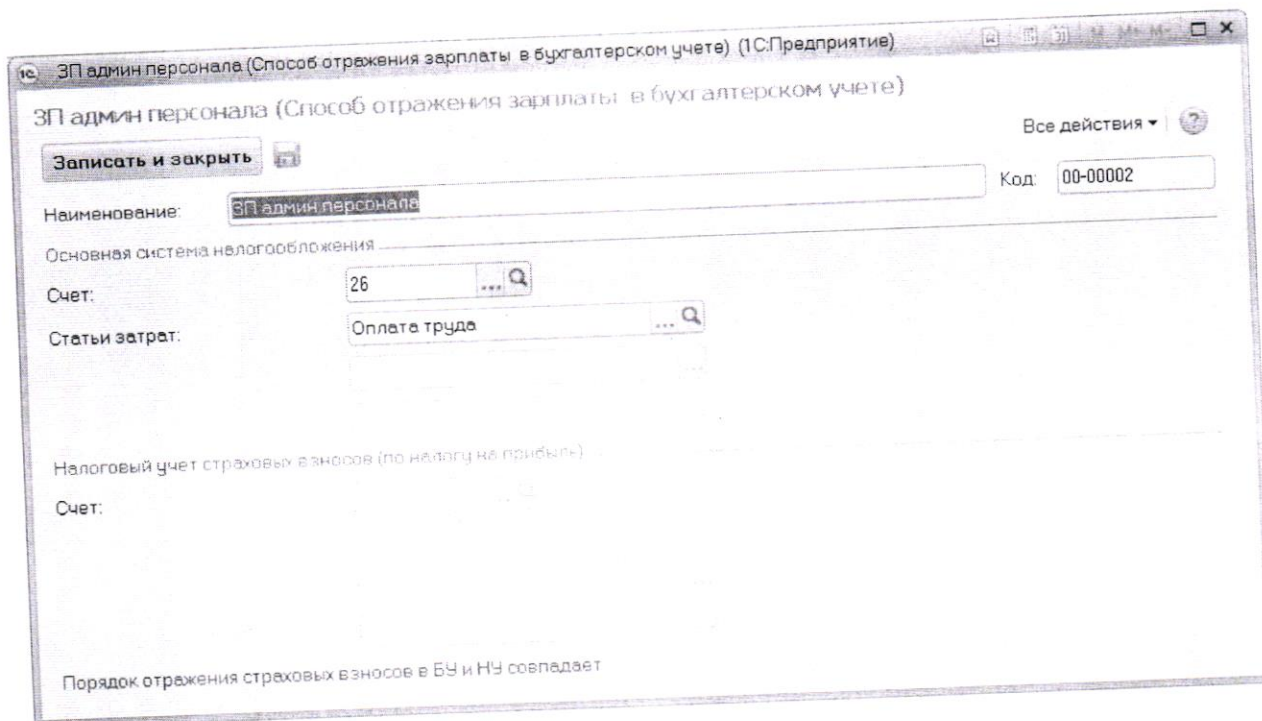 1С ЗП админ персонала (Способ отражения зарплаты в бухгалтерском учете) (1С:Предприятие) M M+ M-
ЗП админ персонала (Способ отражения зарплаты в бухгалтерском учете)
Записать и закрыть
Все действия
Наименование: ЗП админ персонала Код: 00-00002
Основная система налогообложения
Счет: 26 ...
Статьи затрат: Оплата труда ...
Налоговый учет страховых взносов (по налогу на прибыль)
Счет:
Порядок отражения страховых взносов в БУ и НУ совпадает